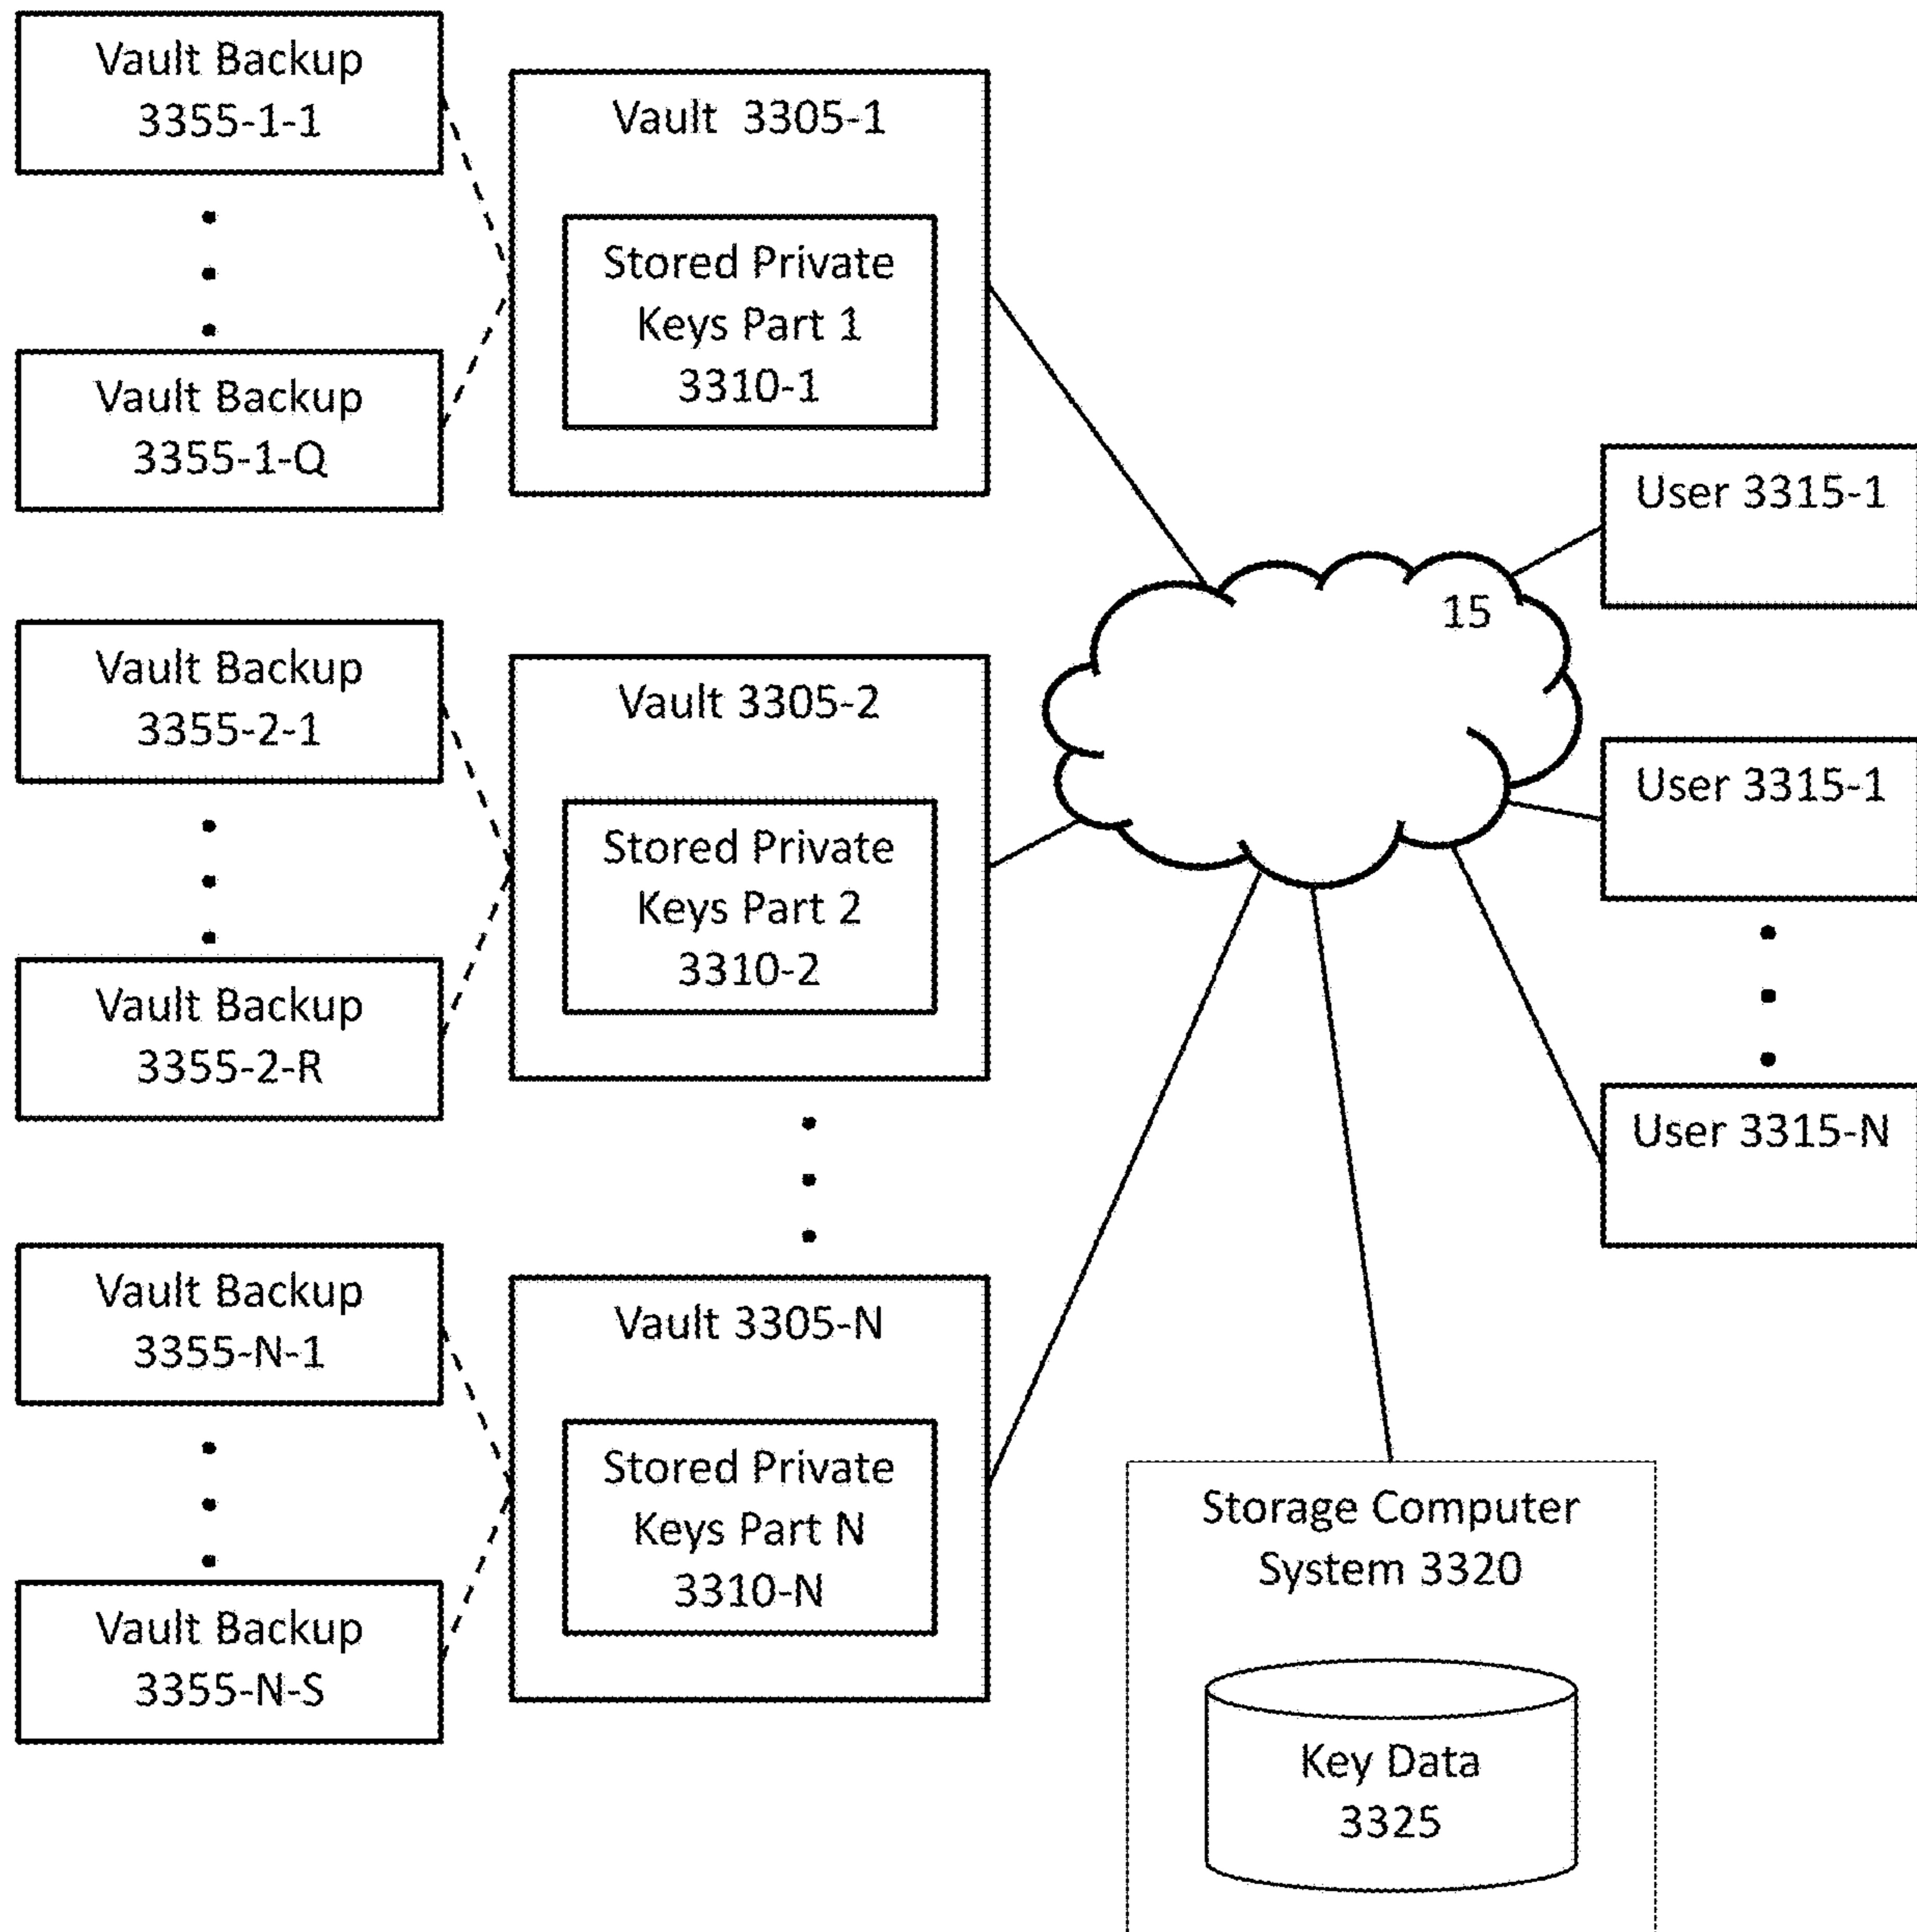 Vault Backup
3355-1-1
Vault Backup
3355-1-Q
Vault 3305-1
Stored Private
Keys Part 1
3310-1
Vault Backup
3355-2-1
Vault Backup
3355-2-R
Vault 3305-2
Stored Private
Keys Part 2
3310-2
Vault Backup
3355-N-1
Vault Backup
3355-N-S
Vault 3305-N
Stored Private
Keys Part N
3310-N
15
User 3315-1
User 3315-1
User 3315-N
Storage Computer
System 3320
Key Data
3325